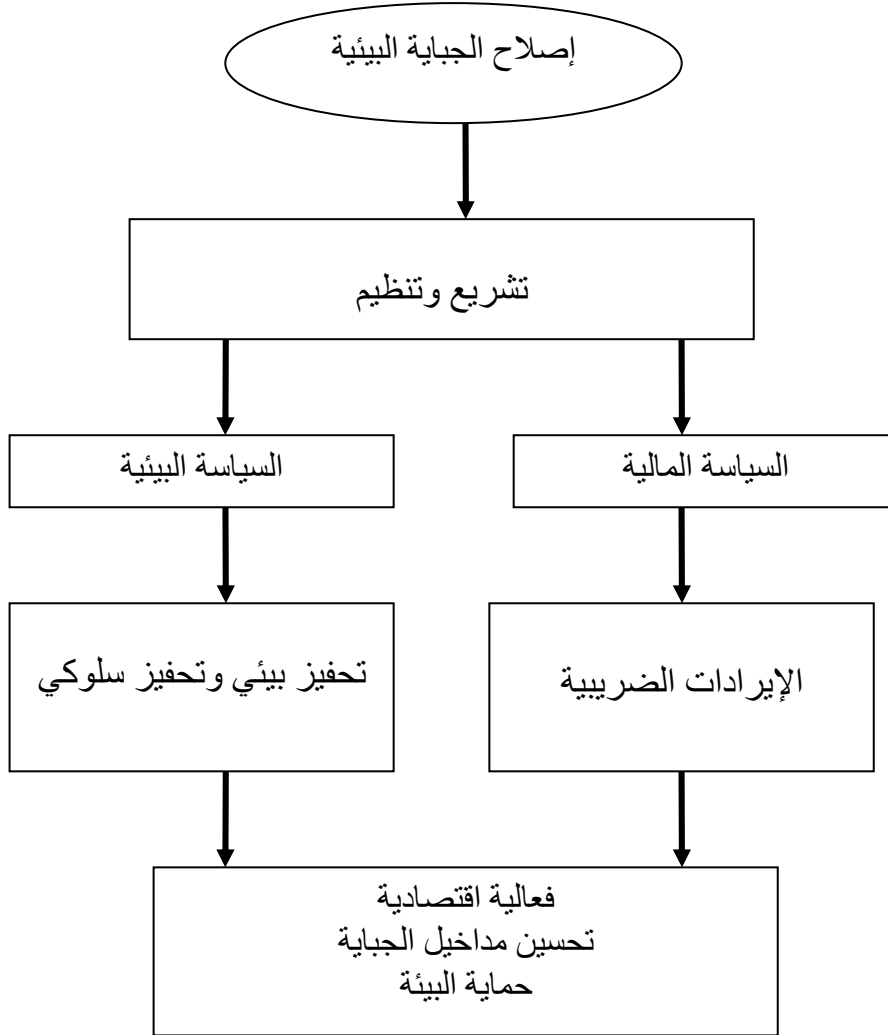 إصلاح الجباية البيئية
تشريع وتنظيم
السياسة المالية
السياسة البيئية
الإيرادات الضريبية
تحفيز بيئي وتحفيز سلوكي
فعالية اقتصادية
تحسين مداخيل الجباية
حماية البيئة